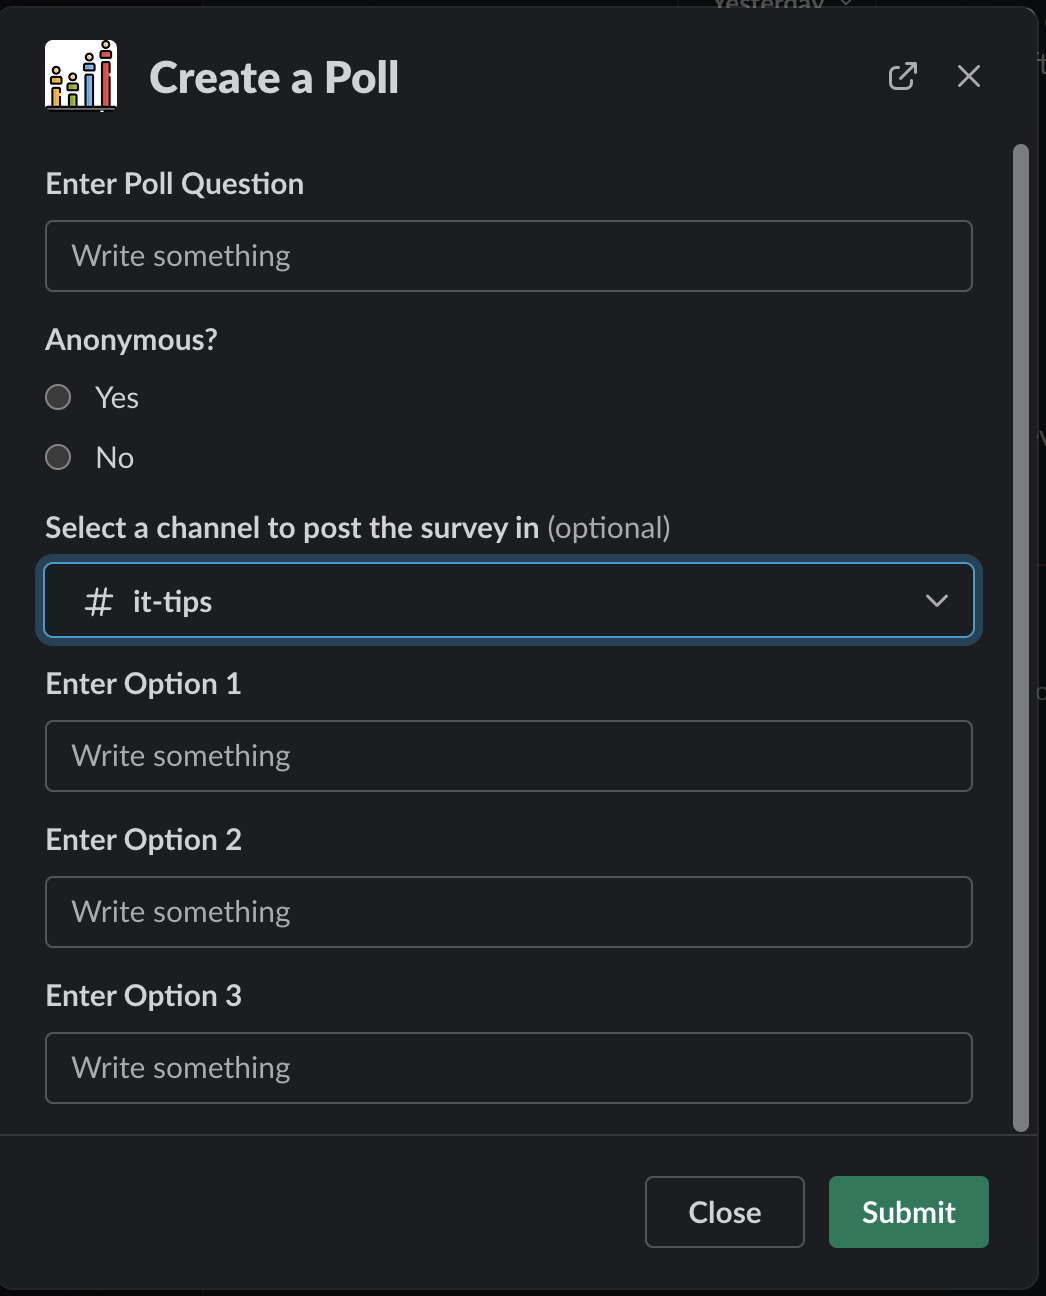 Yesterday
Create a Poll
Enter Poll Question
Write something
Anonymous?
Yes
No
Select a channel to post the survey in (optional)
# it-tips
Enter Option 1
Write something
Enter Option 2
Write something
Enter Option 3
Write something
Close
Submit